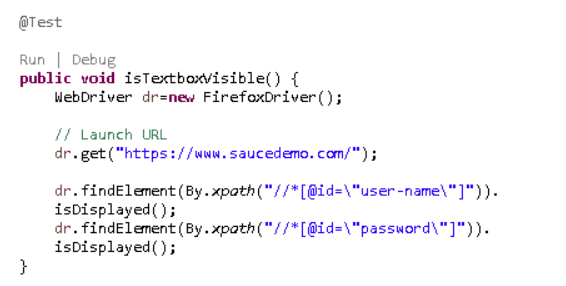 @Test
Run | Debug
public void isTextboxVisible() {
WebDriver dr=new FirefoxDriver();
// Launch URL
dr.get("https://www.saucedemo.com/");
dr.findElement(By.xpath("//*[@id=\"user-name\"]")).
isDisplayed();
dr.findElement(By.xpath("//*[@id=\"password\"]")).
isDisplayed();
}